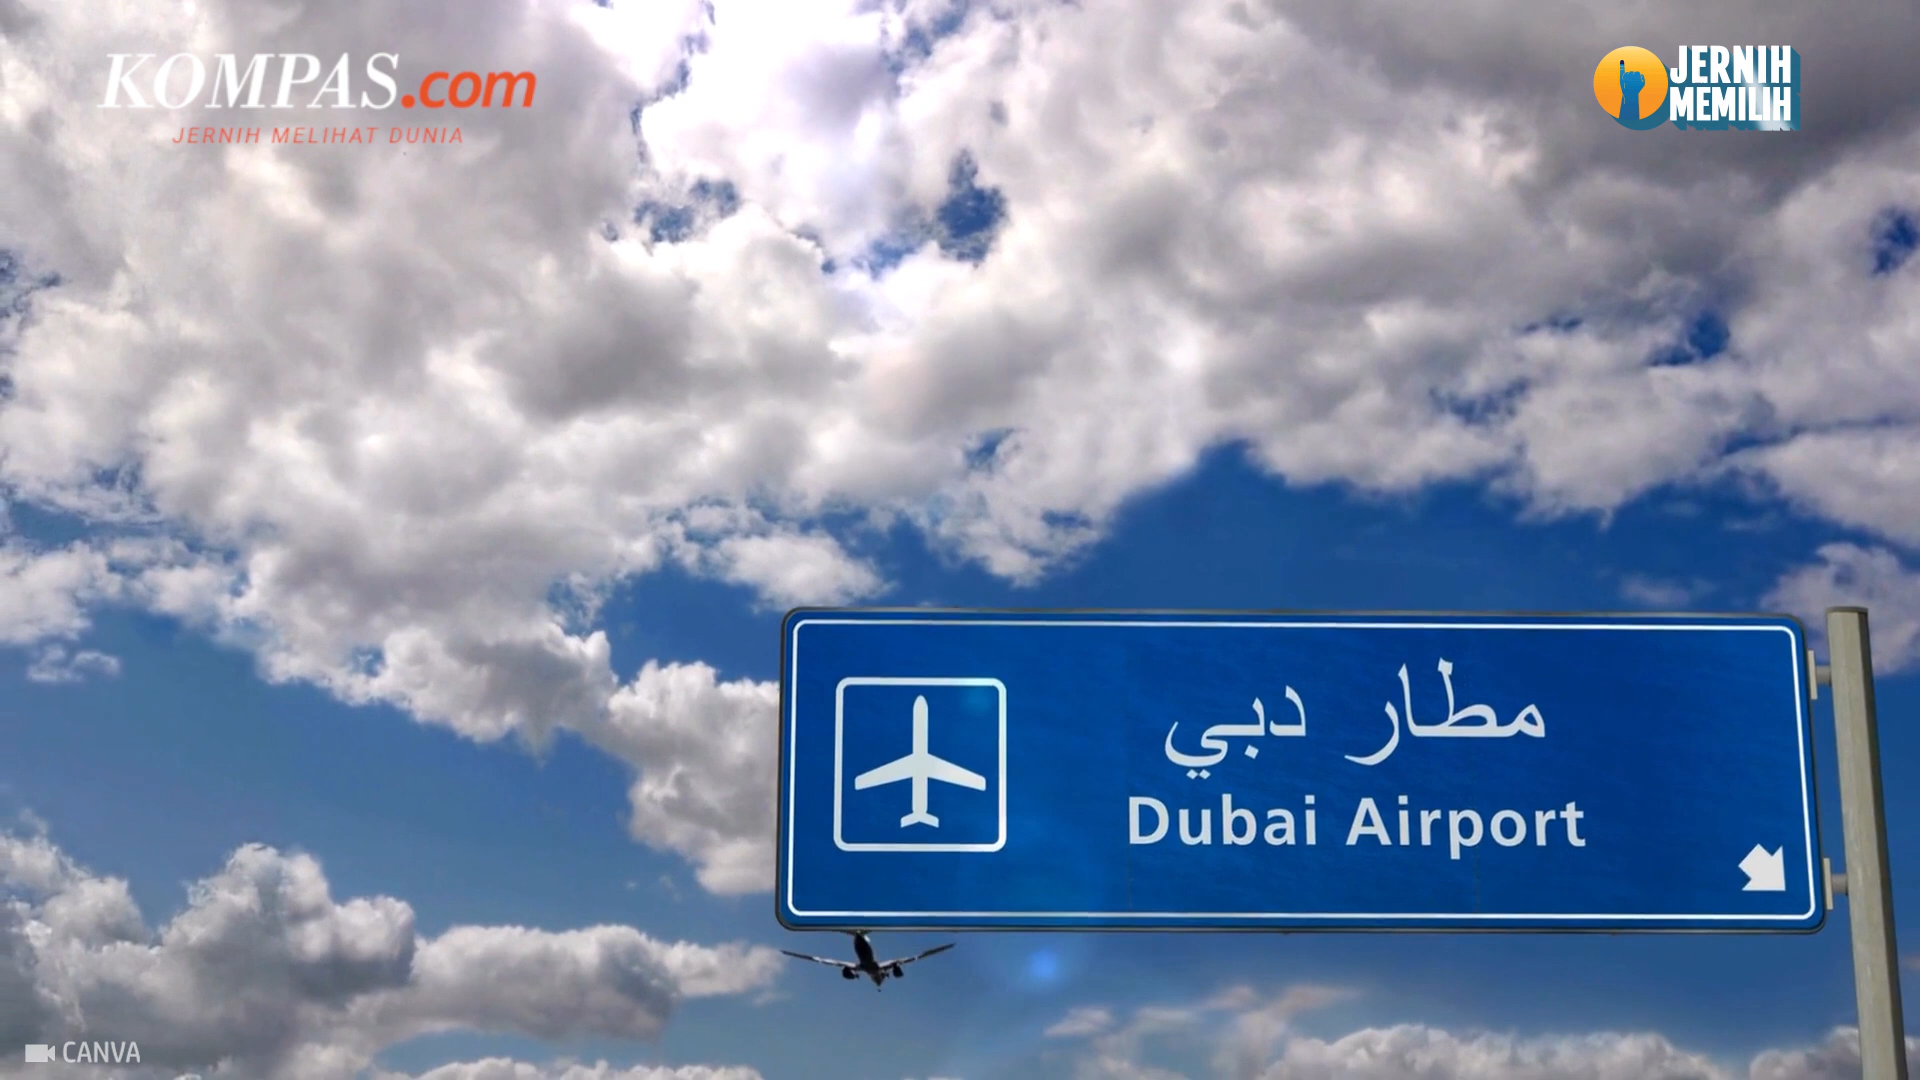 KOMPAS.com
JERNIH MELIHAT DUNIA
JERNIH
MEMILIH
مطار دبي
Dubai Airport
CANVA